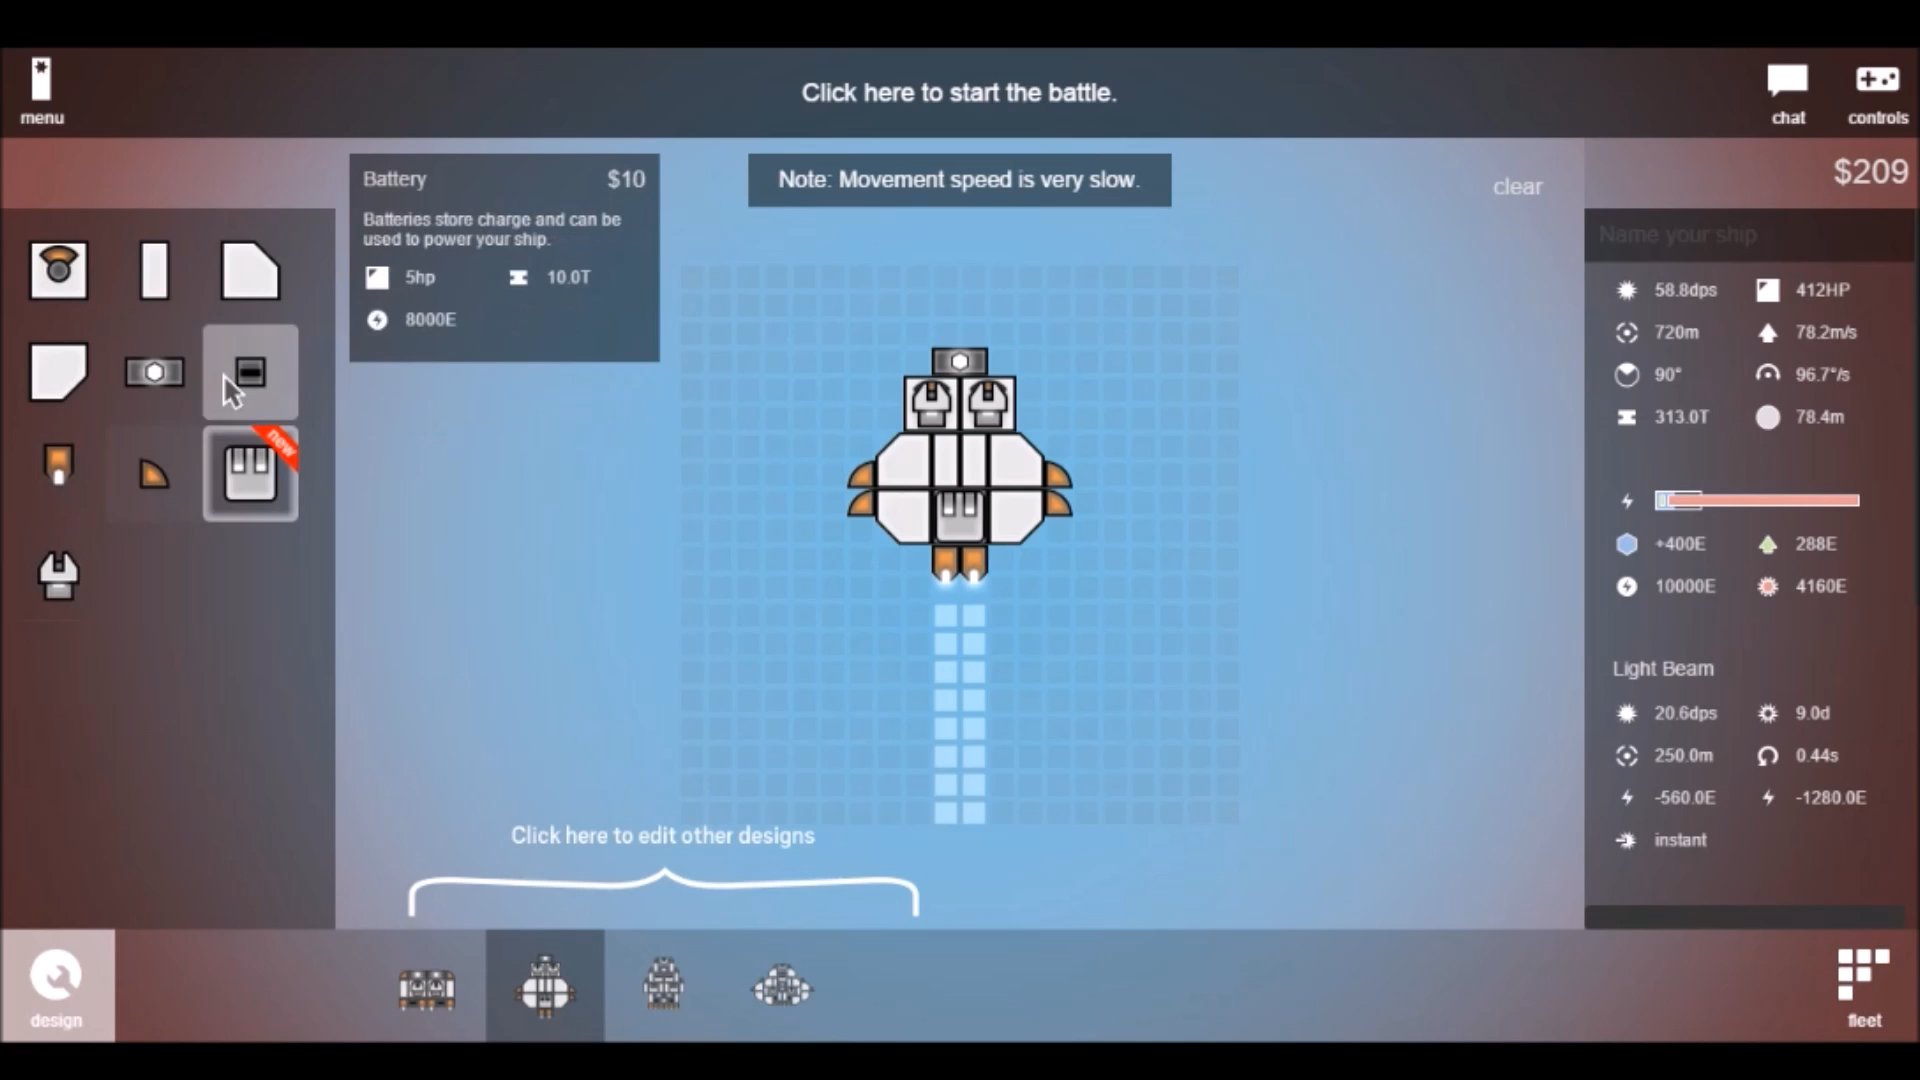 menu
Click here to start the battle.
chat
controls
Battery $10
Batteries store charge and can be
used to power your ship.
5hp 10.0T
8000E
Note: Movement speed is very slow.
clear
$209
new
Name your ship
58.8dps 412HP
720m 78.2m/s
90° 96.7°/s
313.0T 78.4m
+400E 288E
10000E 4160E
Light Beam
20.6dps 9.0d
250.0m 0.44s
-560.0E -1280.0E
instant
Click here to edit other designs
design
fleet